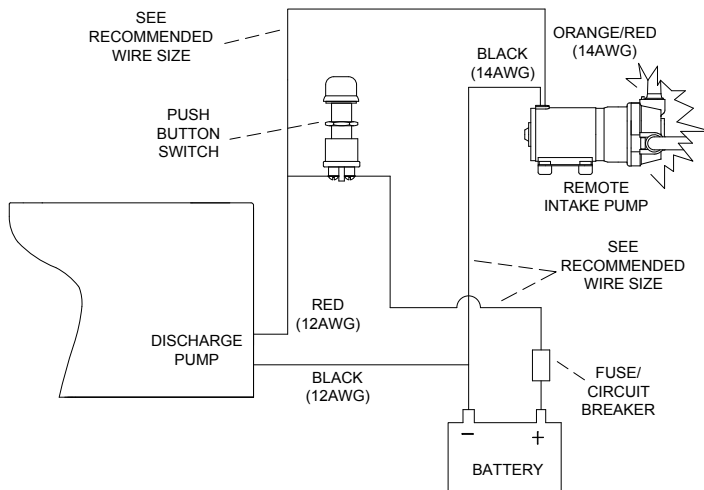 SEE
RECOMMENDED
WIRE SIZE
ORANGE/RED
(14AWG)
BLACK
(14AWG)
PUSH
BUTTON
SWITCH
REMOTE
INTAKE PUMP
SEE
RECOMMENDED
WIRE SIZE
RED
(12AWG)
DISCHARGE
PUMP
BLACK
(12AWG)
FUSE/
CIRCUIT
BREAKER
− +
BATTERY